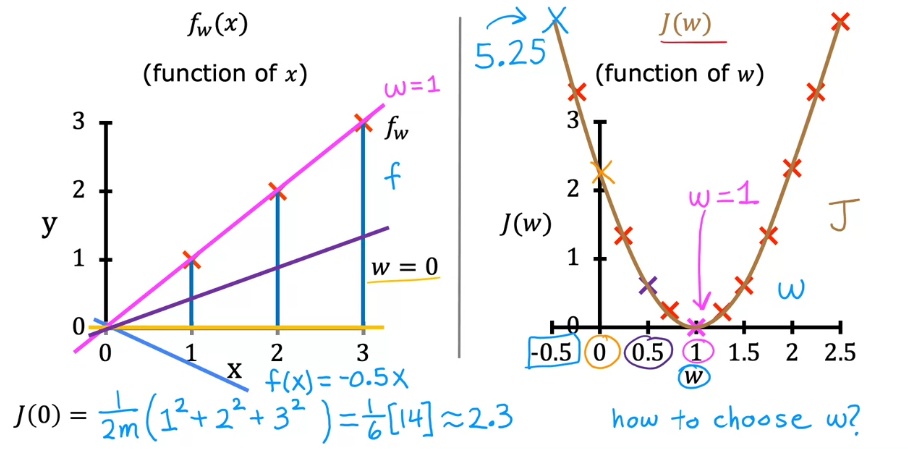 f_w(x)
(function of x)
w=1
3
f_w
2
f
y
1
w = 0
0
0 1 2 3
x
f(x)=-0.5x
J(0) = 1/2m (1² + 2² + 3²) = 1/6 [14] ≈ 2.3
J(w)
5.25
(function of w)
3
2
w=1
J(w)
J
1
w
0
-0.5 0 0.5 1 1.5 2 2.5
w
how to choose w?